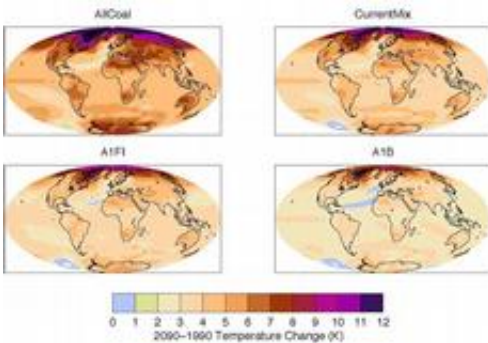 AllCoal
CurrentMix
A1FI
A1B
0 1 2 3 4 5 6 7 8 9 10 11 12
2090–1990 Temperature Change (K)